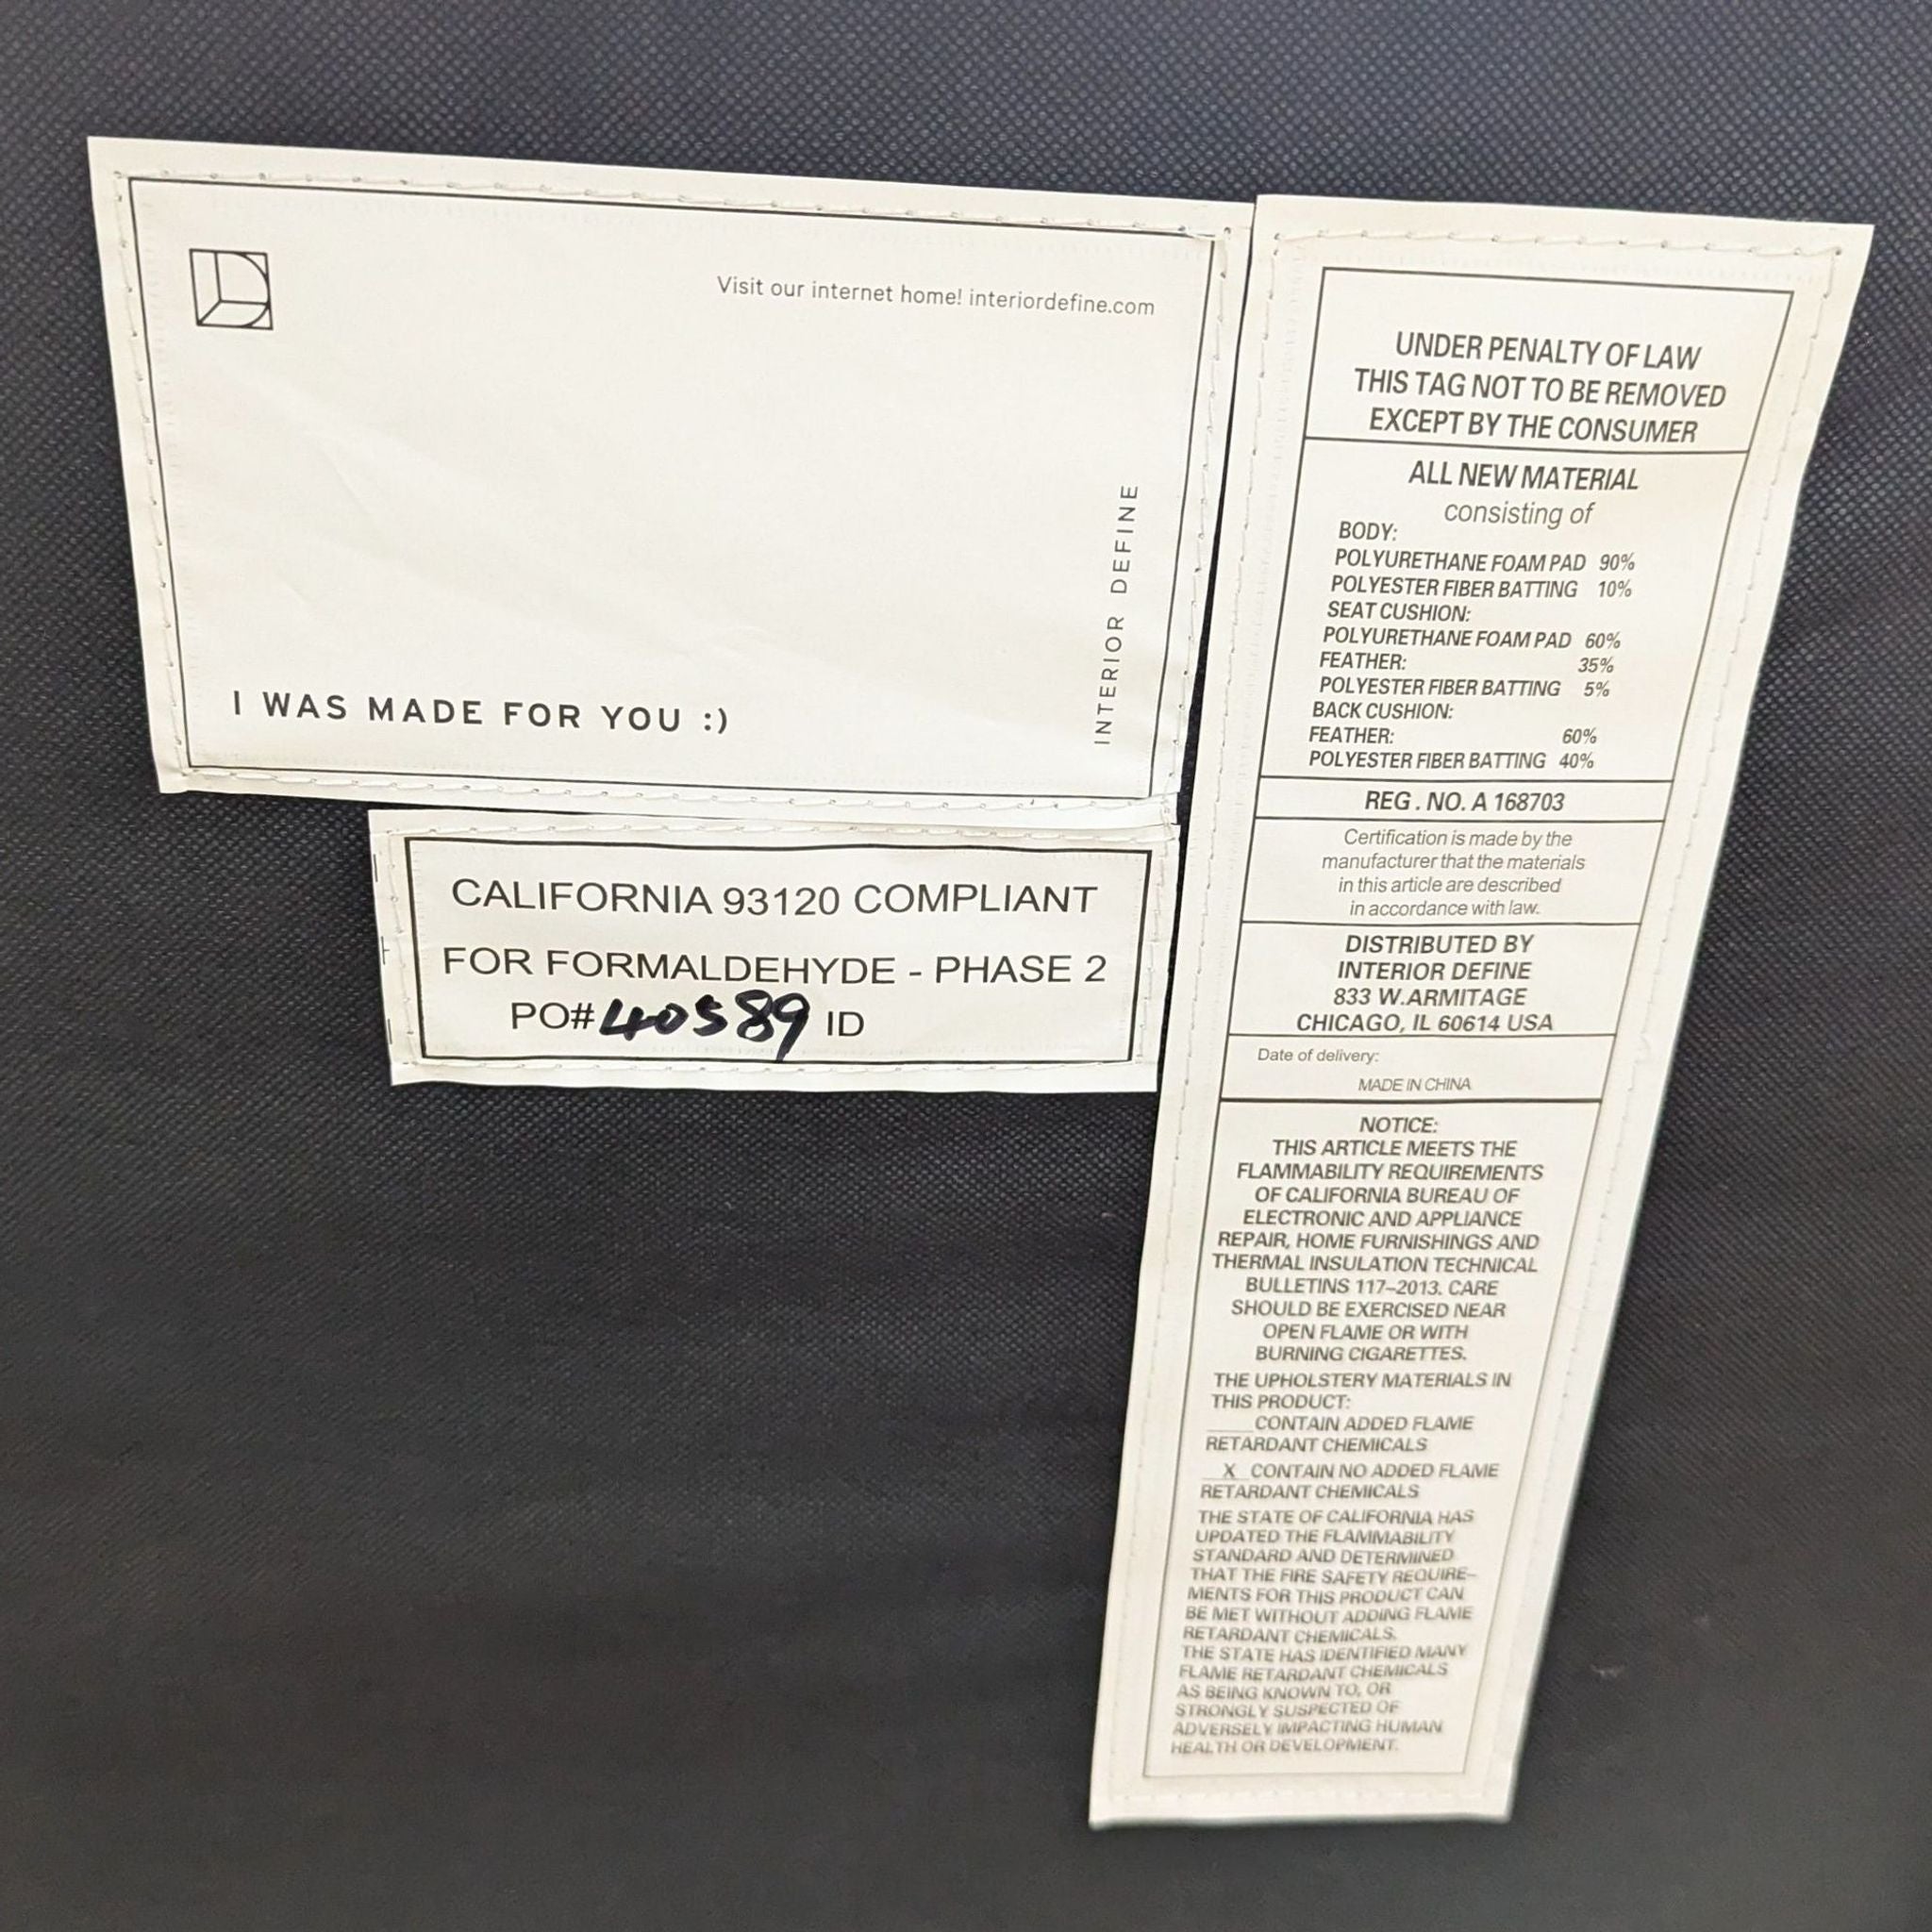 Visit our internet home! interiordefine.com
INTERIOR DEFINE
I WAS MADE FOR YOU :)
CALIFORNIA 93120 COMPLIANT
FOR FORMALDEHYDE - PHASE 2
PO# 40589 ID
UNDER PENALTY OF LAW
THIS TAG NOT TO BE REMOVED
EXCEPT BY THE CONSUMER
ALL NEW MATERIAL
consisting of
BODY:
POLYURETHANE FOAM PAD 90%
POLYESTER FIBER BATTING 10%
SEAT CUSHION:
POLYURETHANE FOAM PAD 60%
FEATHER: 35%
POLYESTER FIBER BATTING 5%
BACK CUSHION:
FEATHER: 60%
POLYESTER FIBER BATTING 40%
REG . NO. A 168703
Certification is made by the
manufacturer that the materials
in this article are described
in accordance with law.
DISTRIBUTED BY
INTERIOR DEFINE
833 W.ARMITAGE
CHICAGO, IL 60614 USA
Date of delivery:
MADE IN CHINA
NOTICE:
THIS ARTICLE MEETS THE
FLAMMABILITY REQUIREMENTS
OF CALIFORNIA BUREAU OF
ELECTRONIC AND APPLIANCE
REPAIR, HOME FURNISHINGS AND
THERMAL INSULATION TECHNICAL
BULLETINS 117-2013. CARE
SHOULD BE EXERCISED NEAR
OPEN FLAME OR WITH
BURNING CIGARETTES.
THE UPHOLSTERY MATERIALS IN
THIS PRODUCT:
____CONTAIN ADDED FLAME
RETARDANT CHEMICALS
_X_CONTAIN NO ADDED FLAME
RETARDANT CHEMICALS
THE STATE OF CALIFORNIA HAS
UPDATED THE FLAMMABILITY
STANDARD AND DETERMINED
THAT THE FIRE SAFETY REQUIRE-
MENTS FOR THIS PRODUCT CAN
BE MET WITHOUT ADDING FLAME
RETARDANT CHEMICALS.
THE STATE HAS IDENTIFIED MANY
FLAME RETARDANT CHEMICALS
AS BEING KNOWN TO, OR
STRONGLY SUSPECTED OF
ADVERSELY IMPACTING HUMAN
HEALTH OR DEVELOPMENT.